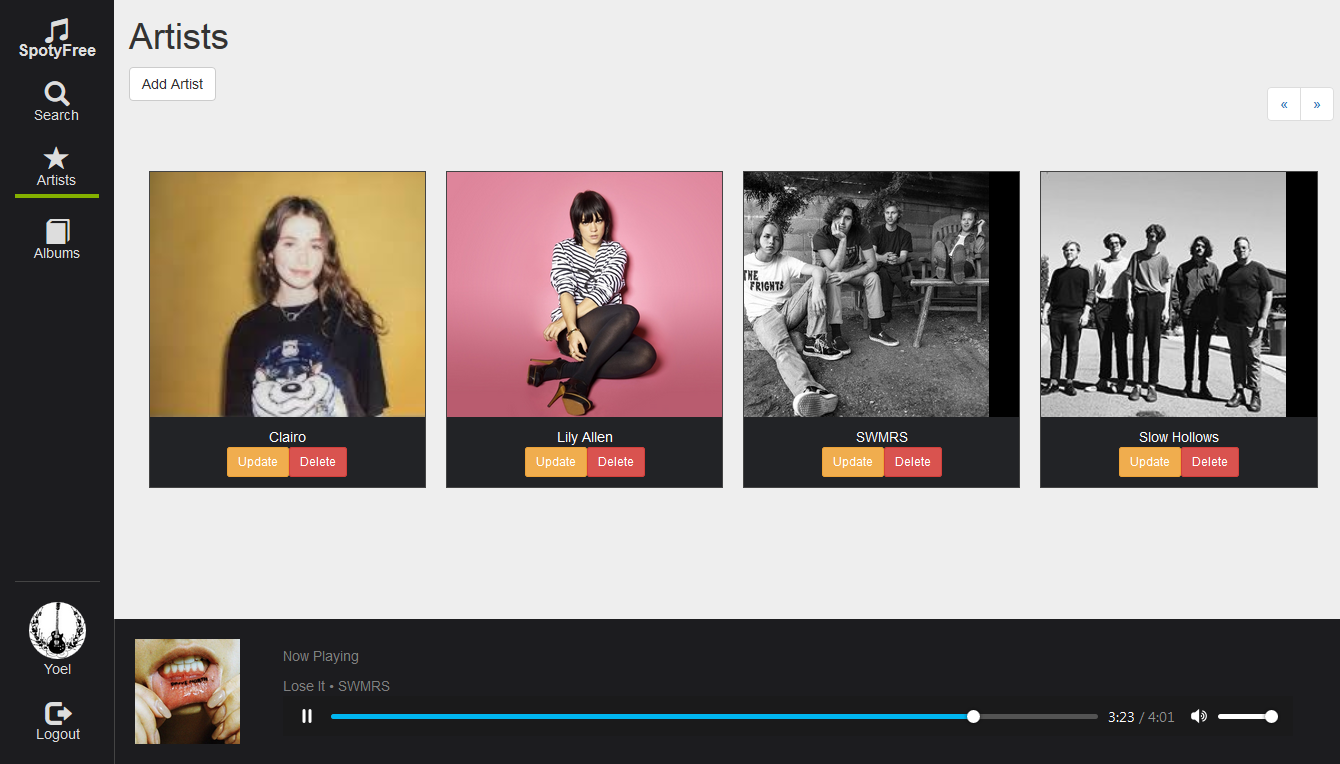 SpotyFree
Search
Artists
Albums
Yoel
Logout
Artists
Add Artist
« »
THE
FRIGHTS
Clairo
Update Delete
Lily Allen
Update Delete
SWMRS
Update Delete
Slow Hollows
Update Delete
Now Playing
Lose It • SWMRS
3:23 / 4:01